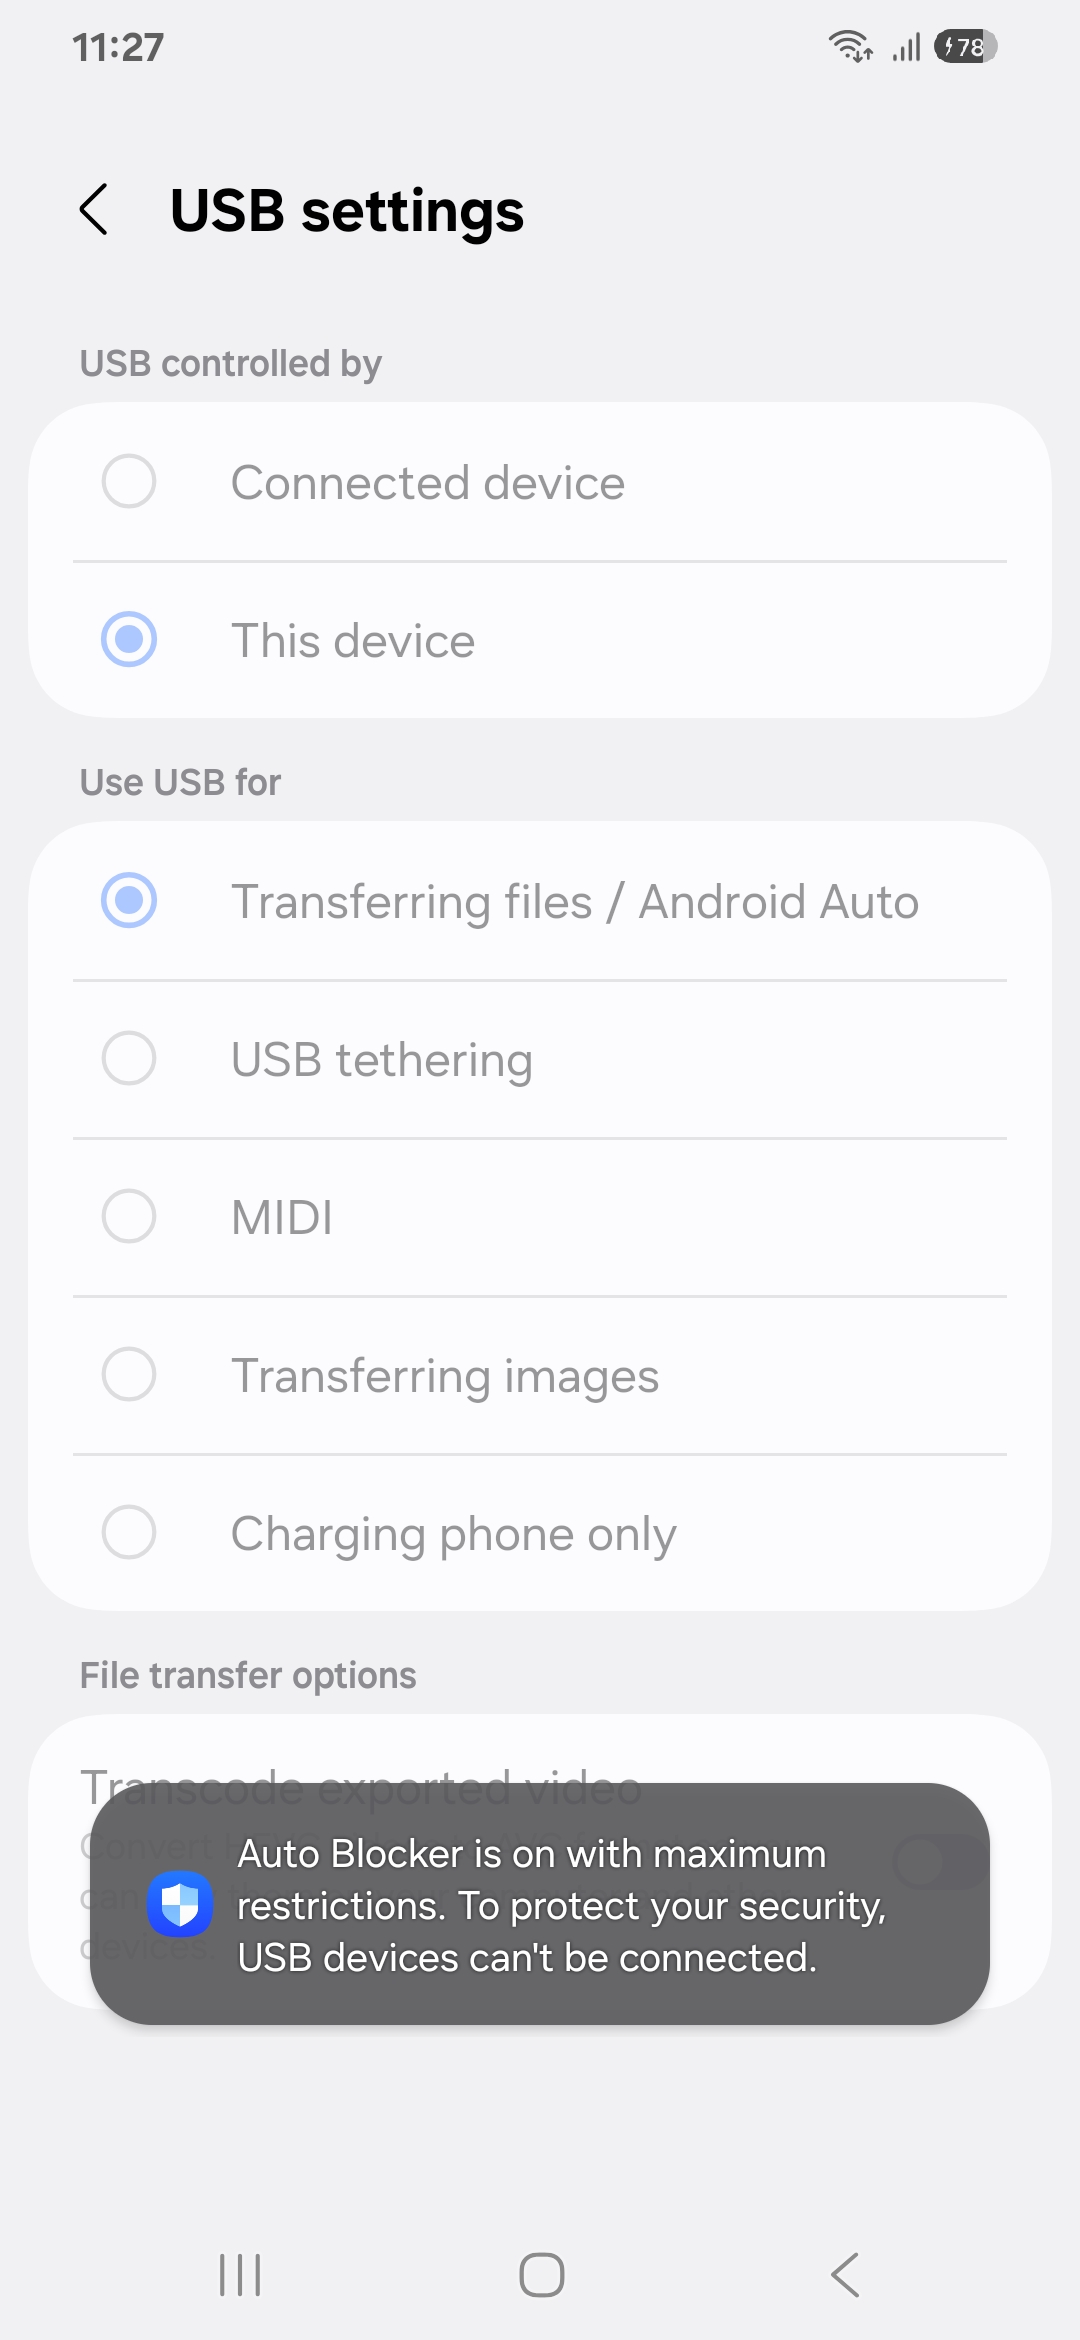 11:27
78
USB settings
USB controlled by
Connected device
This device
Use USB for
Transferring files / Android Auto
USB tethering
MIDI
Transferring images
Charging phone only
File transfer options
Transcode exported video
Convert
can
devices.
Auto Blocker is on with maximum
restrictions. To protect your security,
USB devices can't be connected.